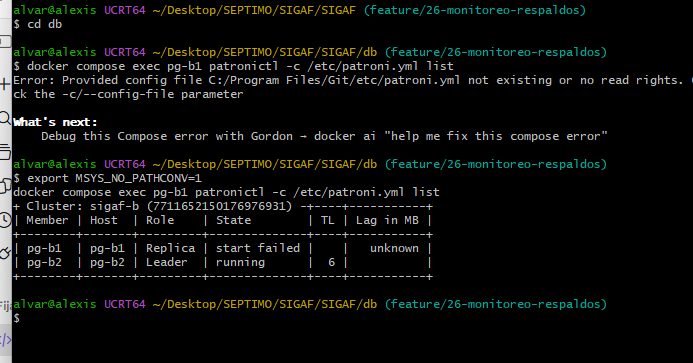 alvar@alexis UCRT64 ~/Desktop/SEPTIMO/SIGAF/SIGAF (feature/26-monitoreo-respaldos)
$ cd db
alvar@alexis UCRT64 ~/Desktop/SEPTIMO/SIGAF/SIGAF/db (feature/26-monitoreo-respaldos)
$ docker compose exec pg-b1 patronictl -c /etc/patroni.yml list
Error: Provided config file C:/Program Files/Git/etc/patroni.yml not existing or no read rights.
ck the -c/--config-file parameter
What's next:
    Debug this Compose error with Gordon → docker ai "help me fix this compose error"
alvar@alexis UCRT64 ~/Desktop/SEPTIMO/SIGAF/SIGAF/db (feature/26-monitoreo-respaldos)
$ export MSYS_NO_PATHCONV=1
docker compose exec pg-b1 patronictl -c /etc/patroni.yml list
+ Cluster: sigaf-b (7711652150176976931) -+----+-----------+
| Member | Host  | Role    | State        | TL | Lag in MB |
+--------+-------+---------+--------------+----+-----------+
| pg-b1  | pg-b1 | Replica | start failed |    |   unknown |
| pg-b2  | pg-b2 | Leader  | running      |  6 |           |
+--------+-------+---------+--------------+----+-----------+
alvar@alexis UCRT64 ~/Desktop/SEPTIMO/SIGAF/SIGAF/db (feature/26-monitoreo-respaldos)
$
Fija